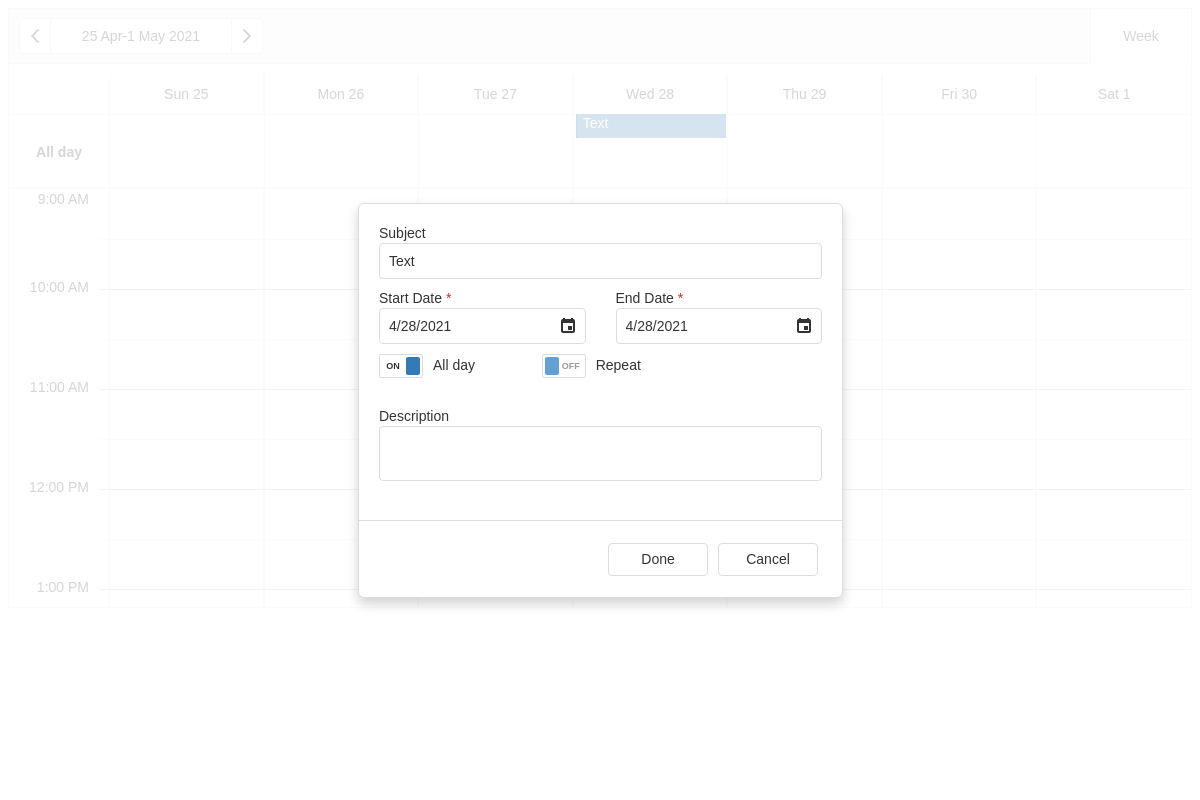 25 Apr-1 May 2021
Week
Sun 25 Mon 26 Tue 27 Wed 28 Thu 29 Fri 30 Sat 1
Text
All day
9:00 AM
10:00 AM
11:00 AM
12:00 PM
1:00 PM
Subject
Text
Start Date * End Date *
4/28/2021 4/28/2021
ON All day OFF Repeat
Description
Done Cancel